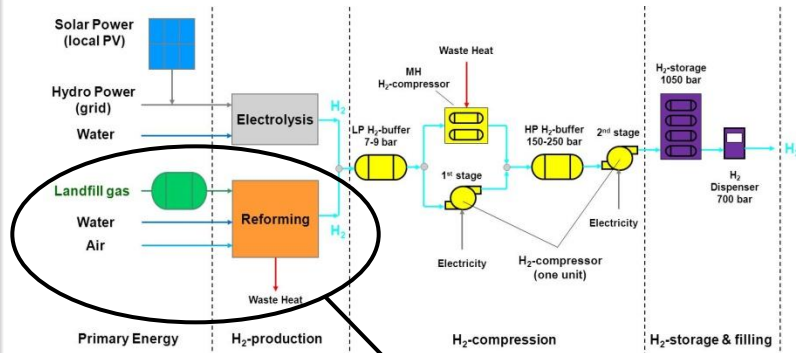 Solar Power
(local PV)
Hydro Power
(grid)
Water
Electrolysis
H₂
Landfill gas
Water
Air
Reforming
H₂
Waste Heat
LP H₂-buffer
7-9 bar
Waste Heat
MH
H₂-compressor
1st stage
Electricity
HP H₂-buffer
150-250 bar
2nd stage
Electricity
H₂-compressor
(one unit)
H₂-storage
1050 bar
H₂
Dispenser
700 bar
Primary Energy
H₂-production
H₂-compression
H₂-storage & filling